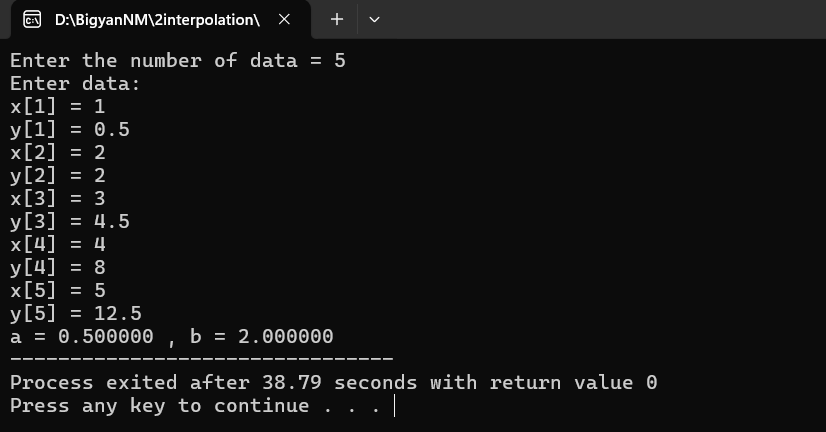 D:\BigyanNM\2interpolation\
Enter the number of data = 5
Enter data:
x[1] = 1
y[1] = 0.5
x[2] = 2
y[2] = 2
x[3] = 3
y[3] = 4.5
x[4] = 4
y[4] = 8
x[5] = 5
y[5] = 12.5
a = 0.500000 , b = 2.000000
--------------------------------
Process exited after 38.79 seconds with return value 0
Press any key to continue . . .